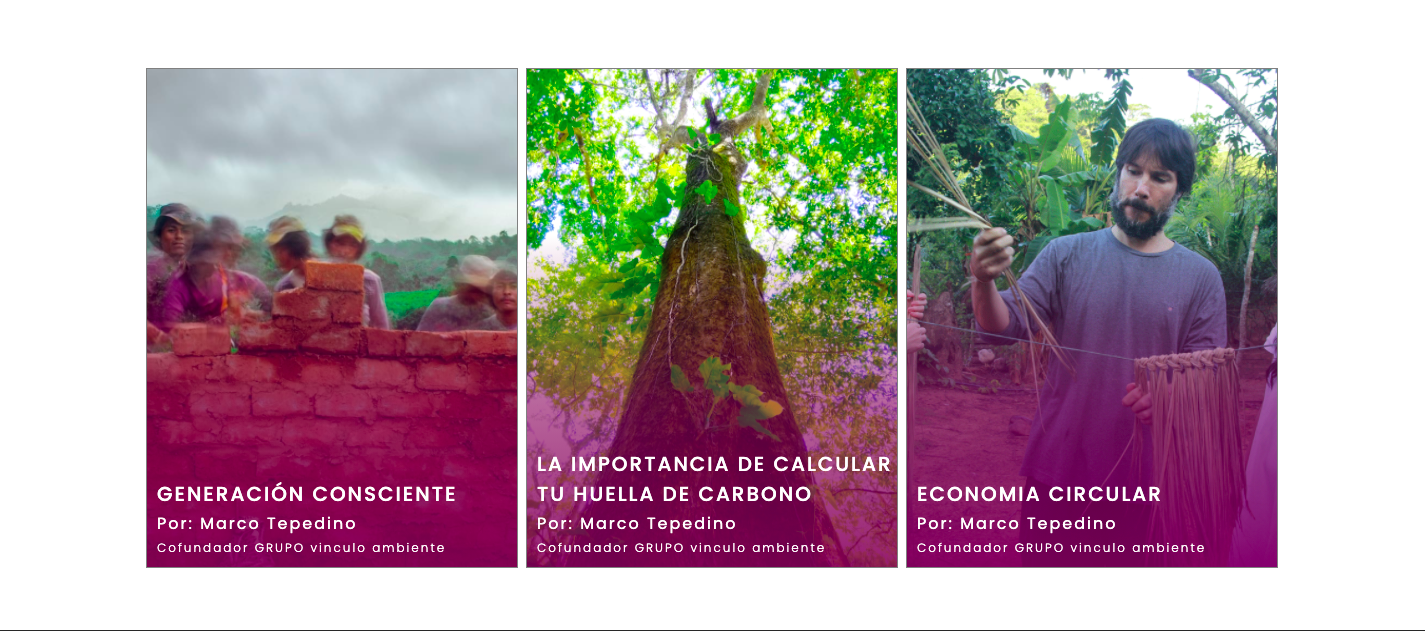 GENERACIÓN CONSCIENTE
Por: Marco Tepedino
Cofundador GRUPO vinculo ambiente
LA IMPORTANCIA DE CALCULAR
TU HUELLA DE CARBONO
Por: Marco Tepedino
Cofundador GRUPO vinculo ambiente
ECONOMIA CIRCULAR
Por: Marco Tepedino
Cofundador GRUPO vinculo ambiente